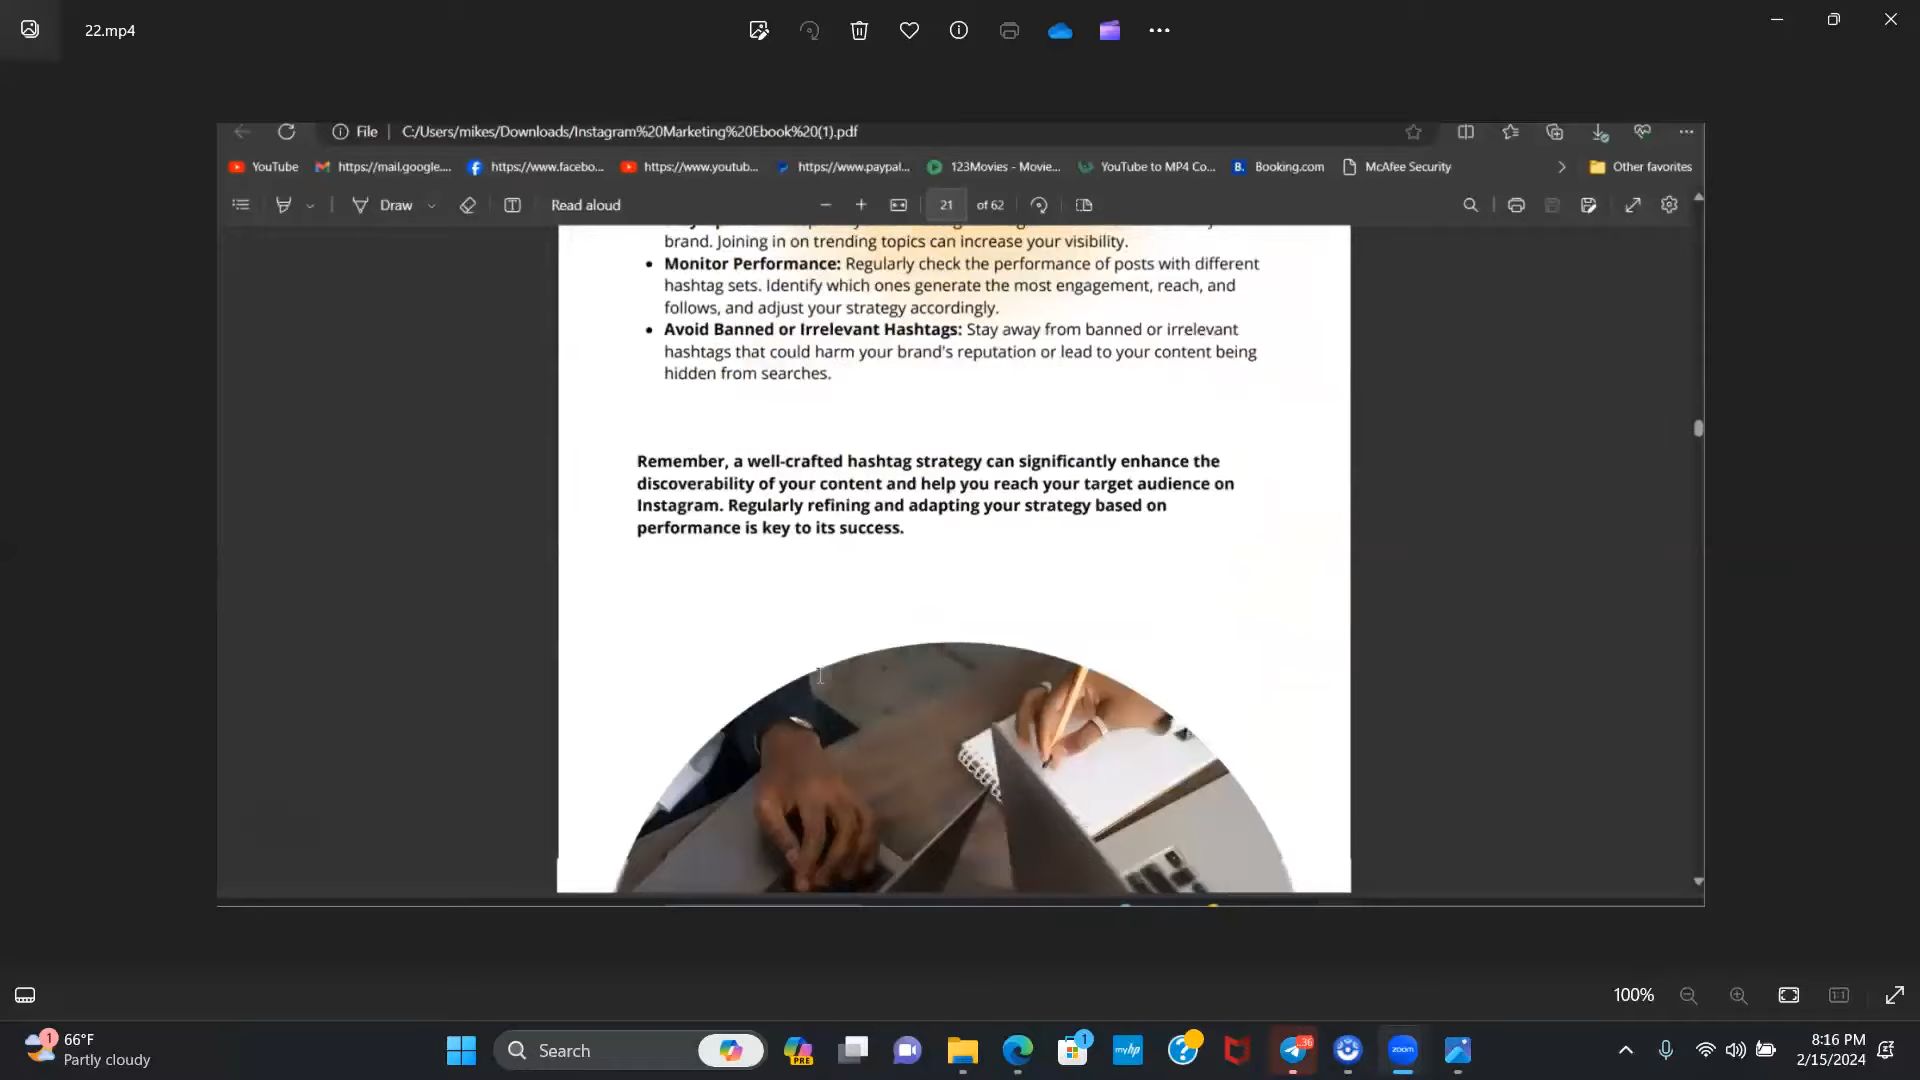 22.mp4
File | C:/Users/mikes/Downloads/Instagram%20Marketing%20Ebook%20(1).pdf
YouTube https://mail.google.... https://www.facebo... https://www.youtub... https://www.paypal... 123Movies - Movie... YouTube to MP4 Co... B. Booking.com McAfee Security Other favorites
Draw Read aloud 21 of 62
brand. Joining in on trending topics can increase your visibility.
• Monitor Performance: Regularly check the performance of posts with different
hashtag sets. Identify which ones generate the most engagement, reach, and
follows, and adjust your strategy accordingly.
• Avoid Banned or Irrelevant Hashtags: Stay away from banned or irrelevant
hashtags that could harm your brand's reputation or lead to your content being
hidden from searches.
Remember, a well-crafted hashtag strategy can significantly enhance the
discoverability of your content and help you reach your target audience on
Instagram. Regularly refining and adapting your strategy based on
performance is key to its success.
100% 1:1
1 66°F
Partly cloudy
Search PRE 1 myhp 36 zoom
8:16 PM
2/15/2024